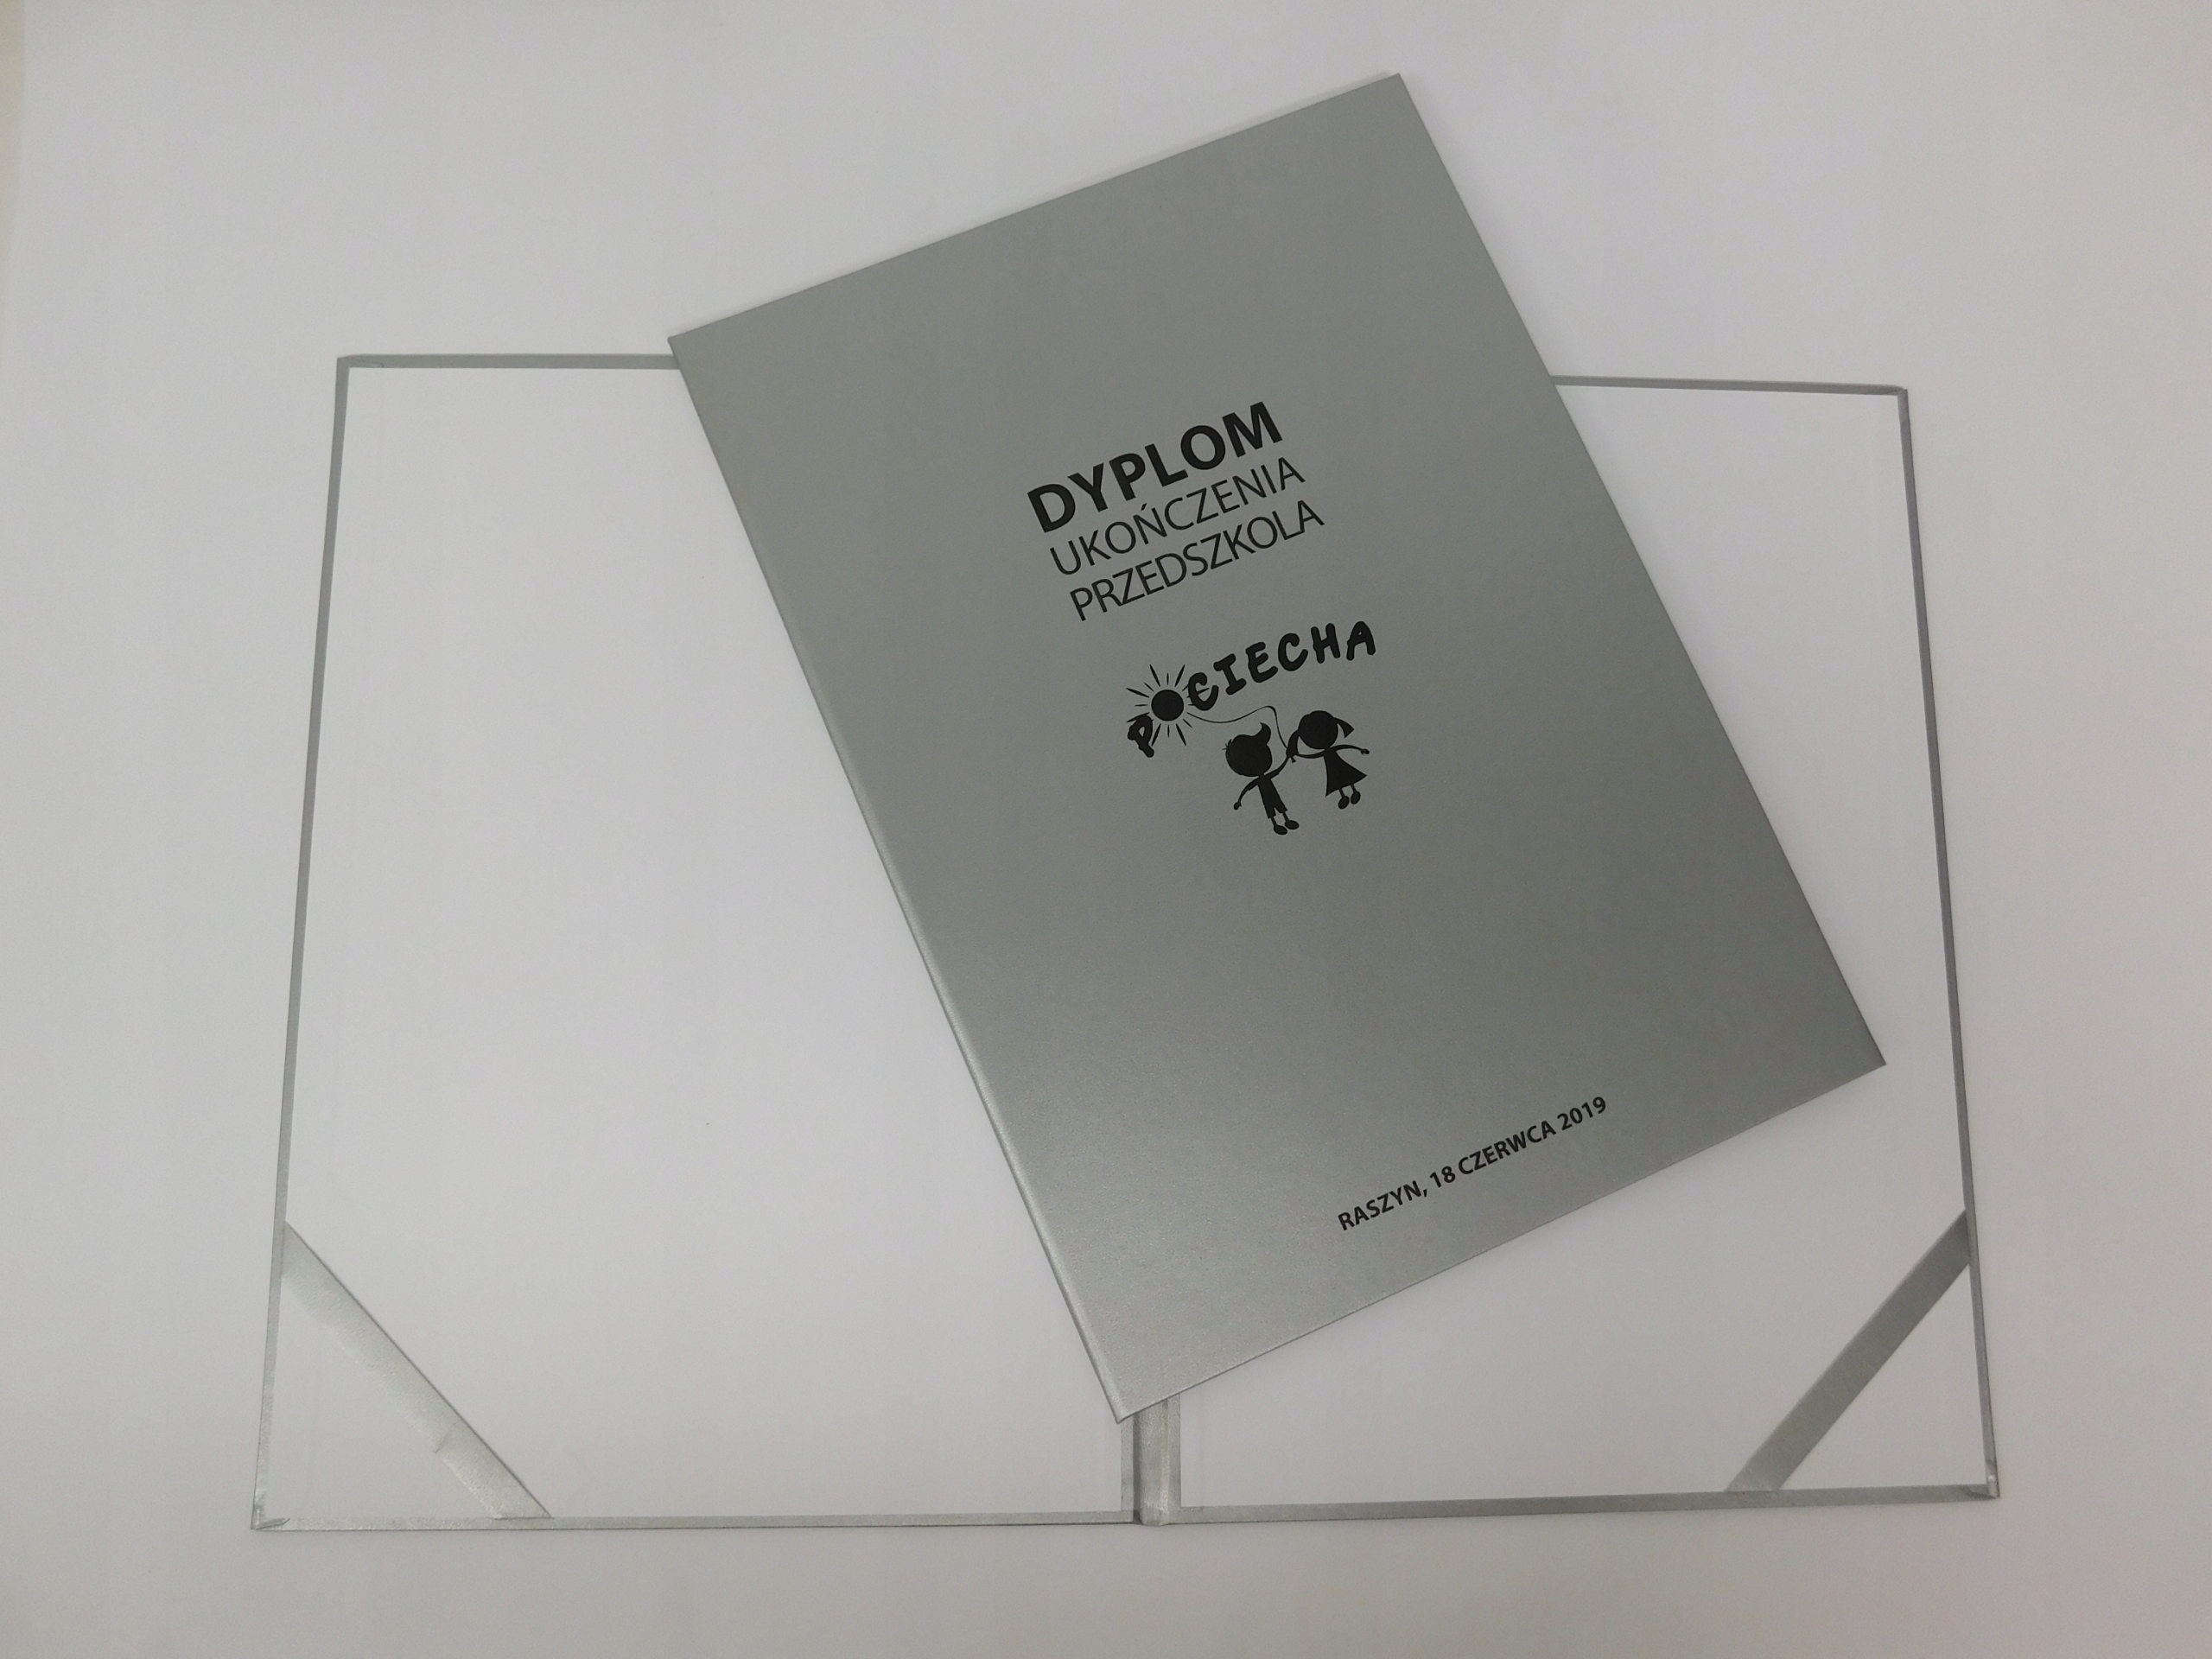 DYPLOM
UKOŃCZENIA
PRZEDSZKOLA
POCIECHA
RASZYN, 18 CZERWCA 2019